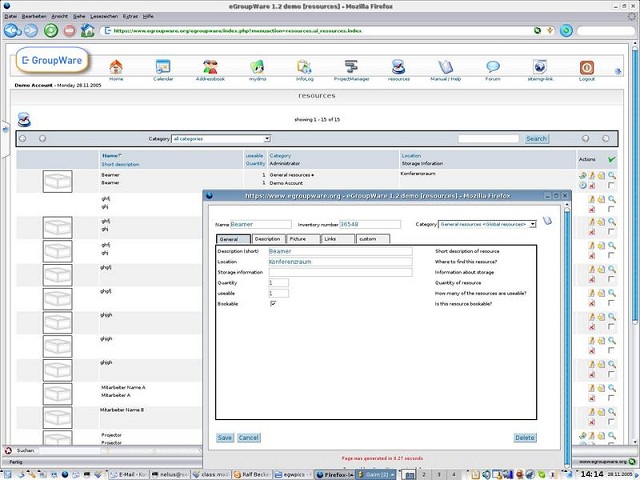 eGroupWare 1.2 demo [resources] - Mozilla Firefox
Datei Bearbeiten Ansicht Gehe Lesezeichen Extras Hilfe
https://www.egroupware.org/egroupware/index.php?menuaction=resources.ui_resources.index
GroupWare
Home Calendar Addressbook mydms InfoLog ProjectManager resources Manual / Help Forum sitemgr-link Logout
Demo Account - Monday 28.11.2005
resources
showing 1 - 15 of 15
Category all categories Search
Name useable Category Location Actions
Short description Quantity Administrator Storage Information
Beamer 1 General resources Konferenzraum
Beamer 1 Demo Account
ghfj
ghj
https://www.egroupware.org - eGroupWare 1.2 demo [resources] - Mozilla Firefox
Name Beamer Inventory number 36548 Category General resources <Global resources>
General Description Picture Links custom
Description (short) Beamer Short description of resource
Location Konferenzraum Where to find this resource?
Storage information Information about storage
Quantity 1 Quantity of resource
useable 1 How many of the resources are useable?
Bookable Is this resource bookable?
ghfj
ghj
ghfj
ghj
ghjgh
ghjgh
ghjgh
Mitarbeiter Name A
Mitarbeiter A
Mitarbeiter Name B
Projector
Projector
Save Cancel Delete
Page was generated in 0.27 seconds
Suchen:
Fertig www.egroupware.org
E-Mail - Ko nelius@ class.mod Ralf Beck egwpics Firefox- Gaim [2] 2 3 4 14:14 28.11.2005